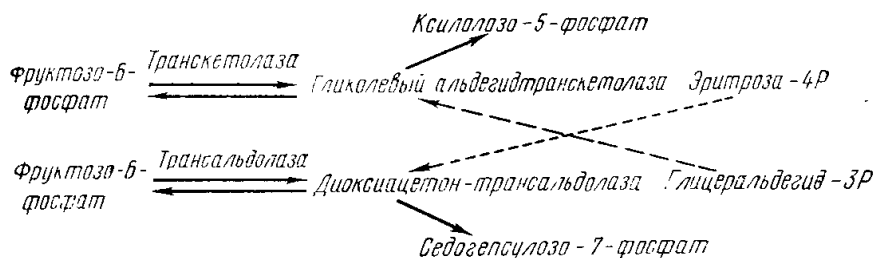 Ксилолозо-5-фосфат
Фруктозо-6-
фосфат
Транскетолаза
Гликолевый альдегидтранскетолаза
Эритроза-4Р
Фруктозо-6-
фосфат
Трансальдолаза
Диоксиацетон-трансальдолаза
Глицеральдегид-3Р
Седогепсулозо-7-фосфат